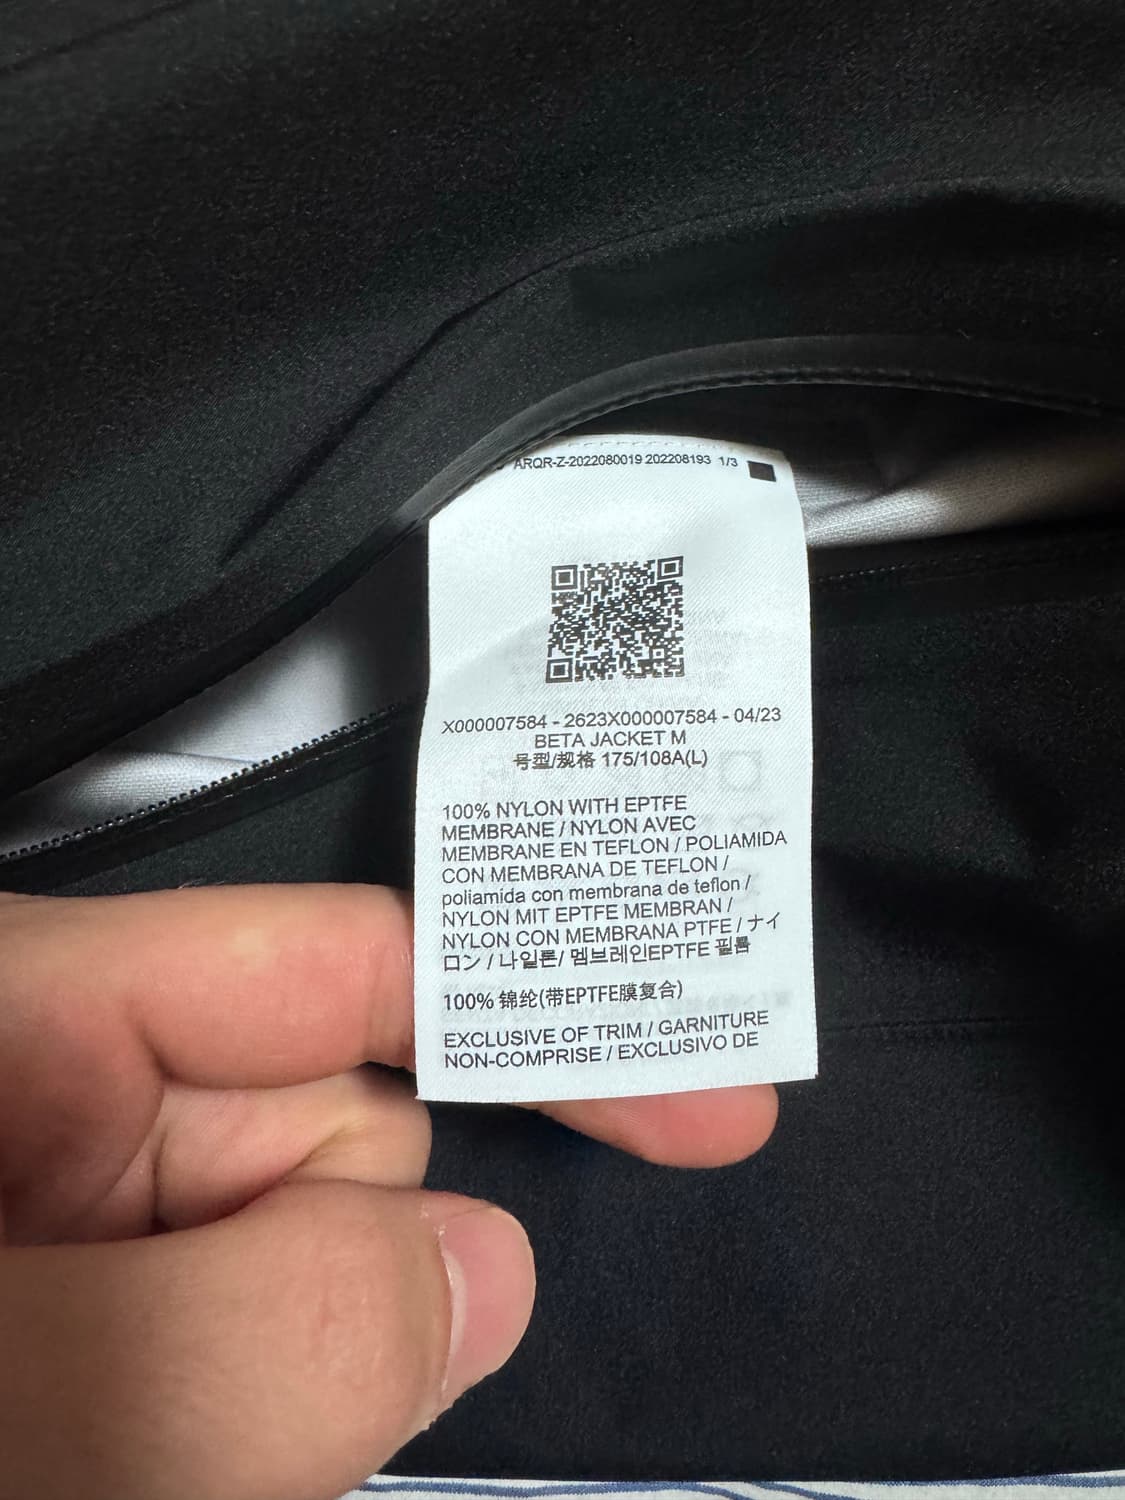 ARQR-Z-2022080019 202208193 1/3
X000007584 - 2623X000007584 - 04/23
BETA JACKET M
号型/规格 175/108A(L)
100% NYLON WITH EPTFE
MEMBRANE / NYLON AVEC
MEMBRANE EN TEFLON / POLIAMIDA
CON MEMBRANA DE TEFLON /
poliamida con membrana de teflon /
NYLON MIT EPTFE MEMBRAN /
NYLON CON MEMBRANA PTFE / ナイ
ロン / 나일론/ 멤브레인EPTFE 필름
100% 锦纶(带EPTFE膜复合)
EXCLUSIVE OF TRIM / GARNITURE
NON-COMPRISE / EXCLUSIVO DE